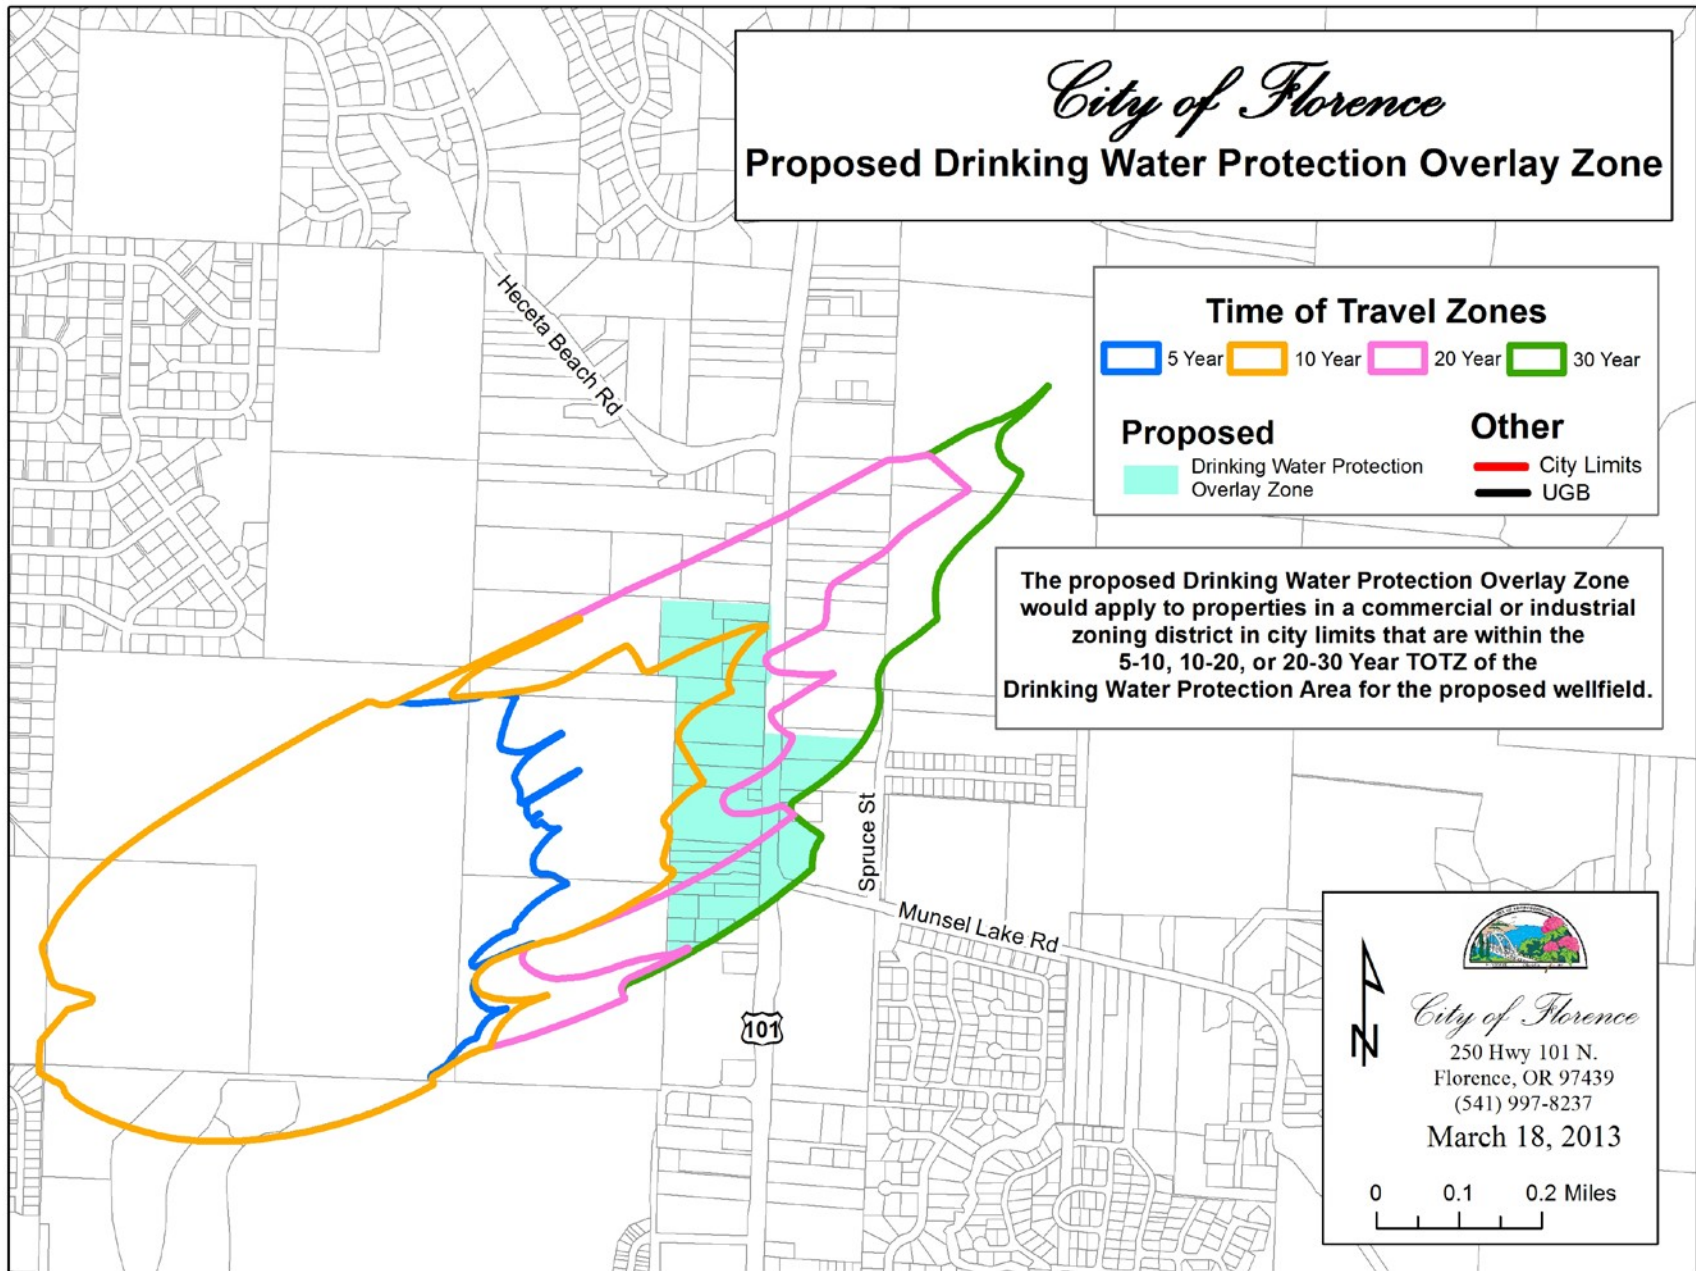 City of Florence
Proposed Drinking Water Protection Overlay Zone
Heceta Beach Rd
Time of Travel Zones
5 Year
10 Year
20 Year
30 Year
Proposed
Drinking Water Protection
Overlay Zone
Other
City Limits
UGB
The proposed Drinking Water Protection Overlay Zone
would apply to properties in a commercial or industrial
zoning district in city limits that are within the
5-10, 10-20, or 20-30 Year TOTZ of the
Drinking Water Protection Area for the proposed wellfield.
Spruce St
Munsel Lake Rd
101
N
City of Florence
250 Hwy 101 N.
Florence, OR 97439
(541) 997-8237
March 18, 2013
0 0.1 0.2 Miles